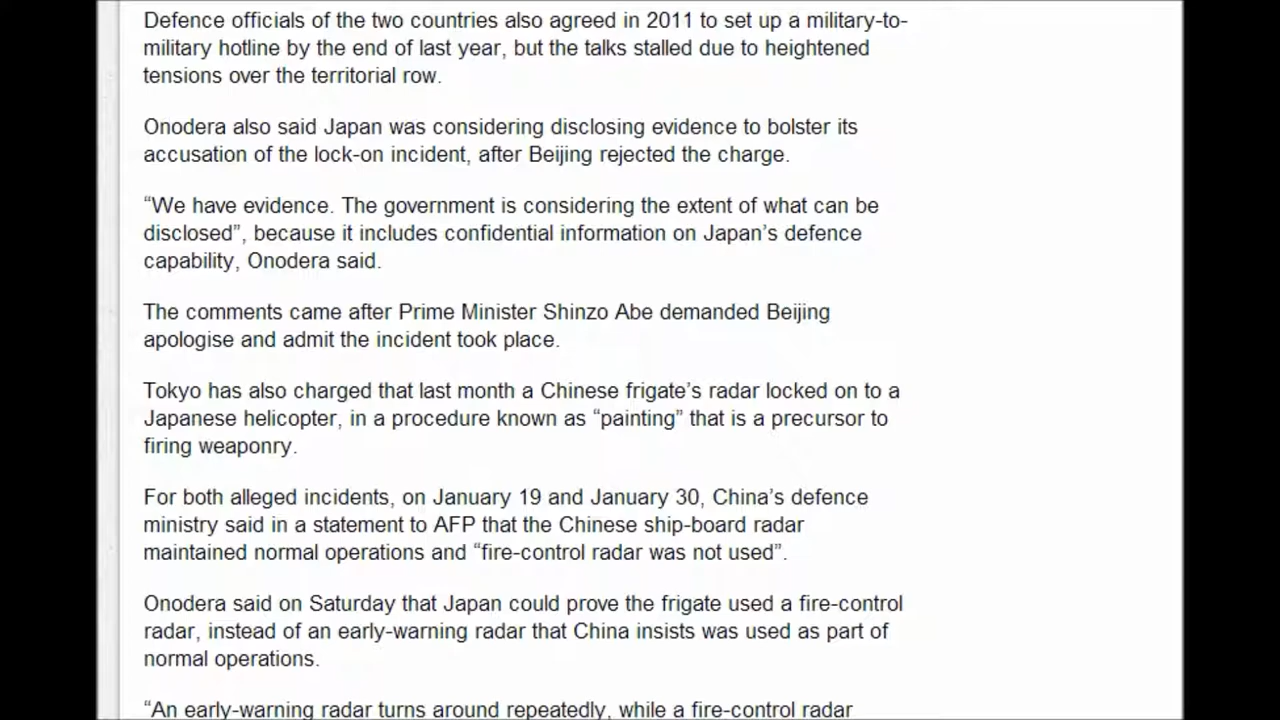 Defence officials of the two countries also agreed in 2011 to set up a military-to-
military hotline by the end of last year, but the talks stalled due to heightened
tensions over the territorial row.
Onodera also said Japan was considering disclosing evidence to bolster its
accusation of the lock-on incident, after Beijing rejected the charge.
“We have evidence. The government is considering the extent of what can be
disclosed”, because it includes confidential information on Japan’s defence
capability, Onodera said.
The comments came after Prime Minister Shinzo Abe demanded Beijing
apologise and admit the incident took place.
Tokyo has also charged that last month a Chinese frigate’s radar locked on to a
Japanese helicopter, in a procedure known as “painting” that is a precursor to
firing weaponry.
For both alleged incidents, on January 19 and January 30, China’s defence
ministry said in a statement to AFP that the Chinese ship-board radar
maintained normal operations and “fire-control radar was not used”.
Onodera said on Saturday that Japan could prove the frigate used a fire-control
radar, instead of an early-warning radar that China insists was used as part of
normal operations.
“An early-warning radar turns around repeatedly, while a fire-control radar